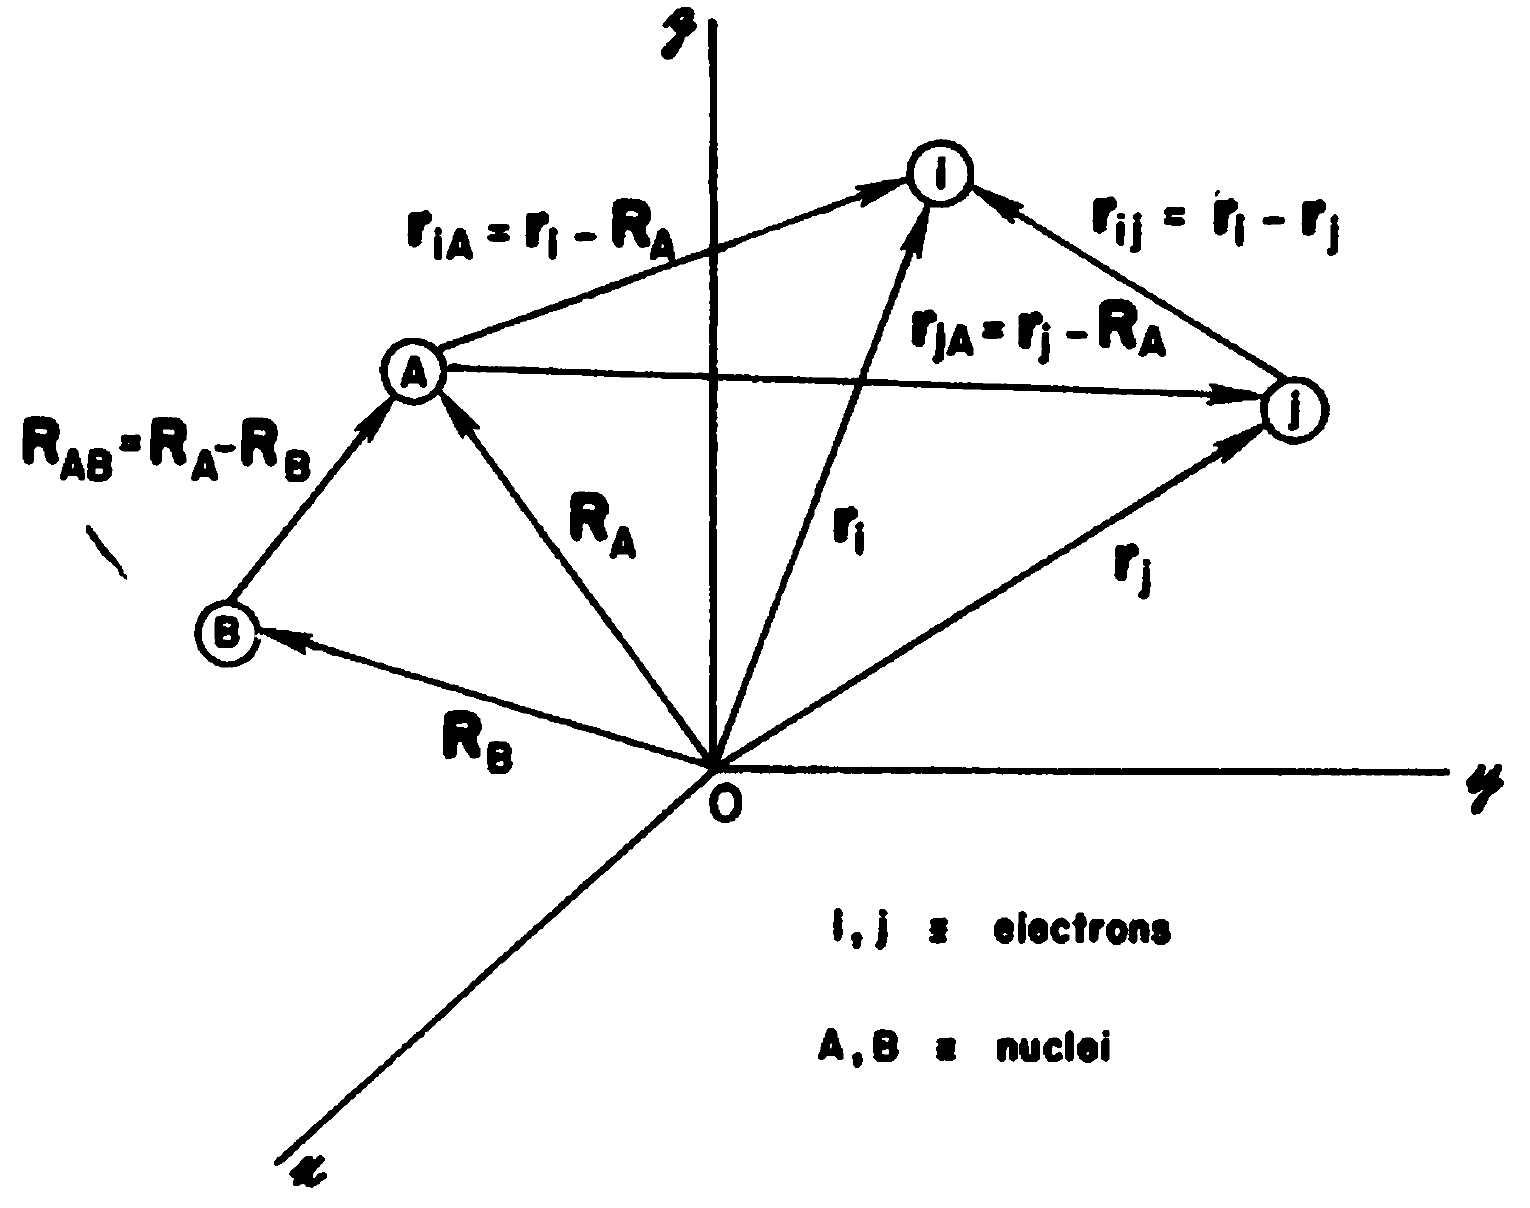 z
i
r_iA = r_i - R_A
r_ij = r_i - r_j
r_jA = r_j - R_A
A
j
R_AB = R_A - R_B
R_A
r_i
r_j
B
R_B
O
y
i, j ≡ electrons
A, B ≡ nuclei
x